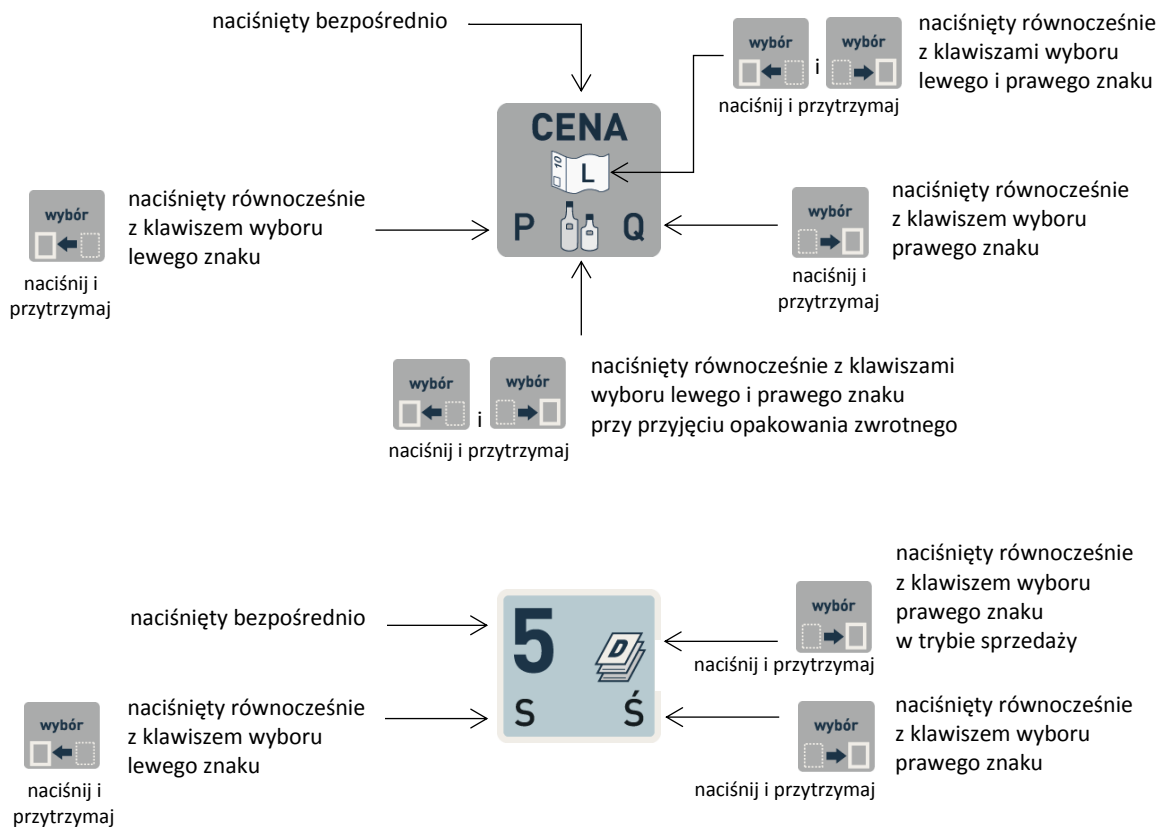 naciśnięty bezpośrednio
wybór
i
wybór
naciśnij i przytrzymaj
naciśnięty równocześnie
z klawiszami wyboru
lewego i prawego znaku
CENA
10
L
P
Q
wybór
naciśnij i
przytrzymaj
naciśnięty równocześnie
z klawiszem wyboru
lewego znaku
wybór
naciśnij i
przytrzymaj
naciśnięty równocześnie
z klawiszem wyboru
prawego znaku
wybór
i
wybór
naciśnij i przytrzymaj
naciśnięty równocześnie z klawiszami
wyboru lewego i prawego znaku
przy przyjęciu opakowania zwrotnego
naciśnięty bezpośrednio
5
D
S
Ś
wybór
naciśnij i przytrzymaj
naciśnięty równocześnie
z klawiszem wyboru
prawego znaku
w trybie sprzedaży
wybór
naciśnij i
przytrzymaj
naciśnięty równocześnie
z klawiszem wyboru
lewego znaku
wybór
naciśnij i przytrzymaj
naciśnięty równocześnie
z klawiszem wyboru
prawego znaku